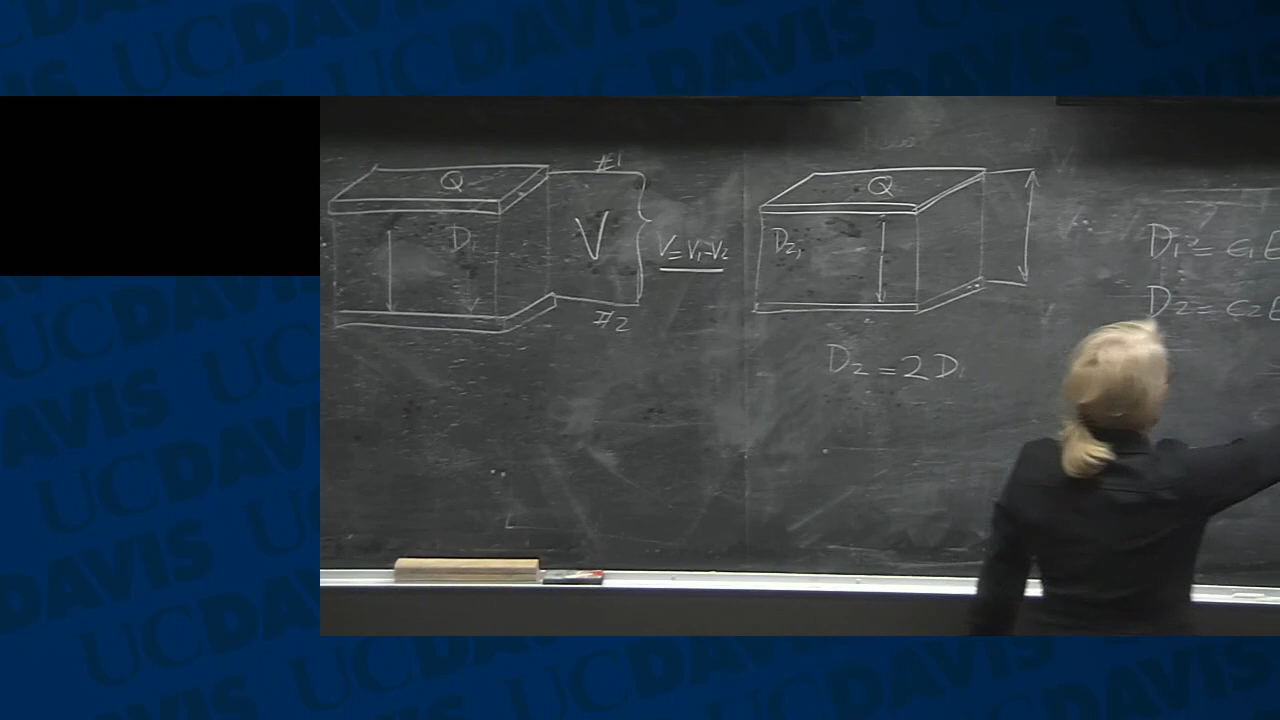 UCDAVIS
#1
Q
D₁
V
V=V₁-V₂
#2
Q
D₂,
D₂ = 2D₁
D₁ = ε₁E
D₂ = ε₂E